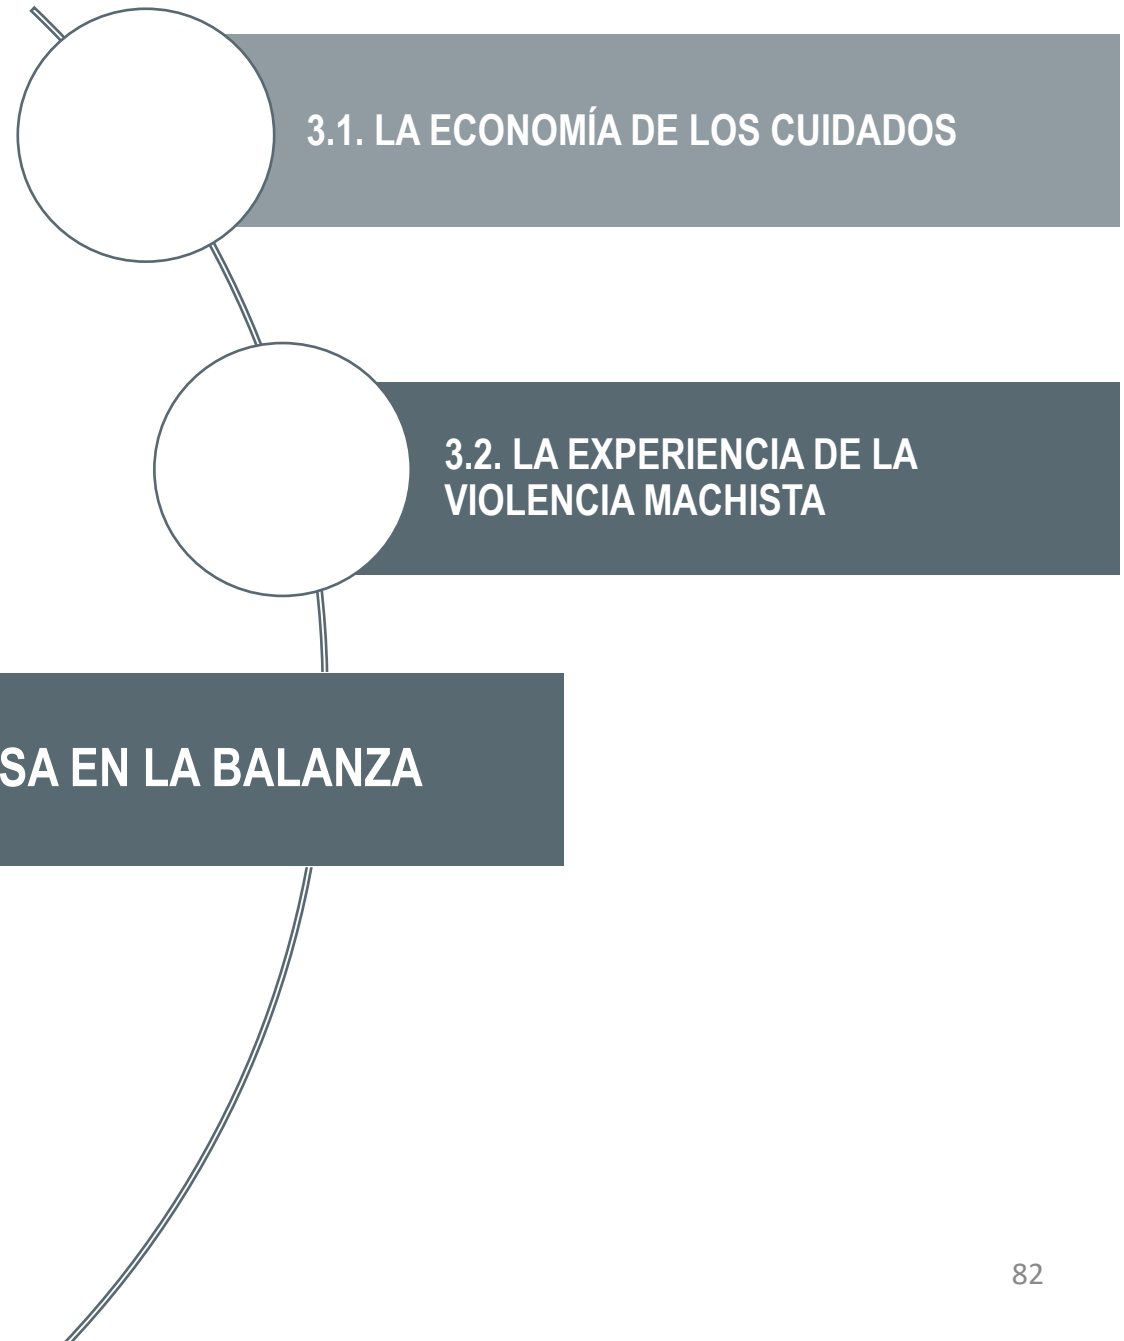 3.1. LA ECONOMÍA DE LOS CUIDADOS
3.2. LA EXPERIENCIA DE LA
VIOLENCIA MACHISTA
SA EN LA BALANZA
82